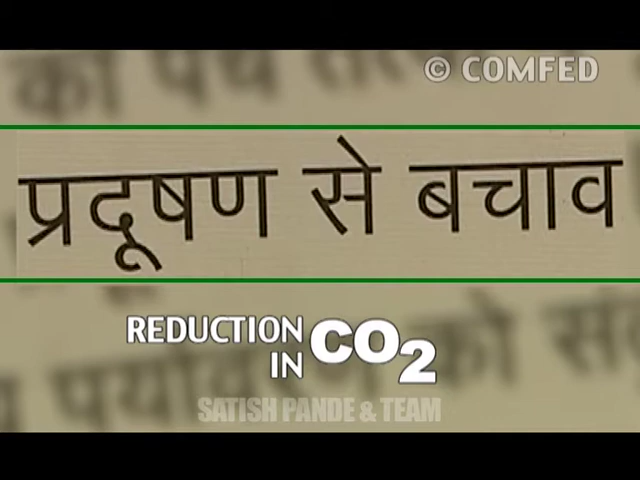 © COMFED
प्रदूषण से बचाव
REDUCTION
IN CO2
SATISH PANDE & TEAM